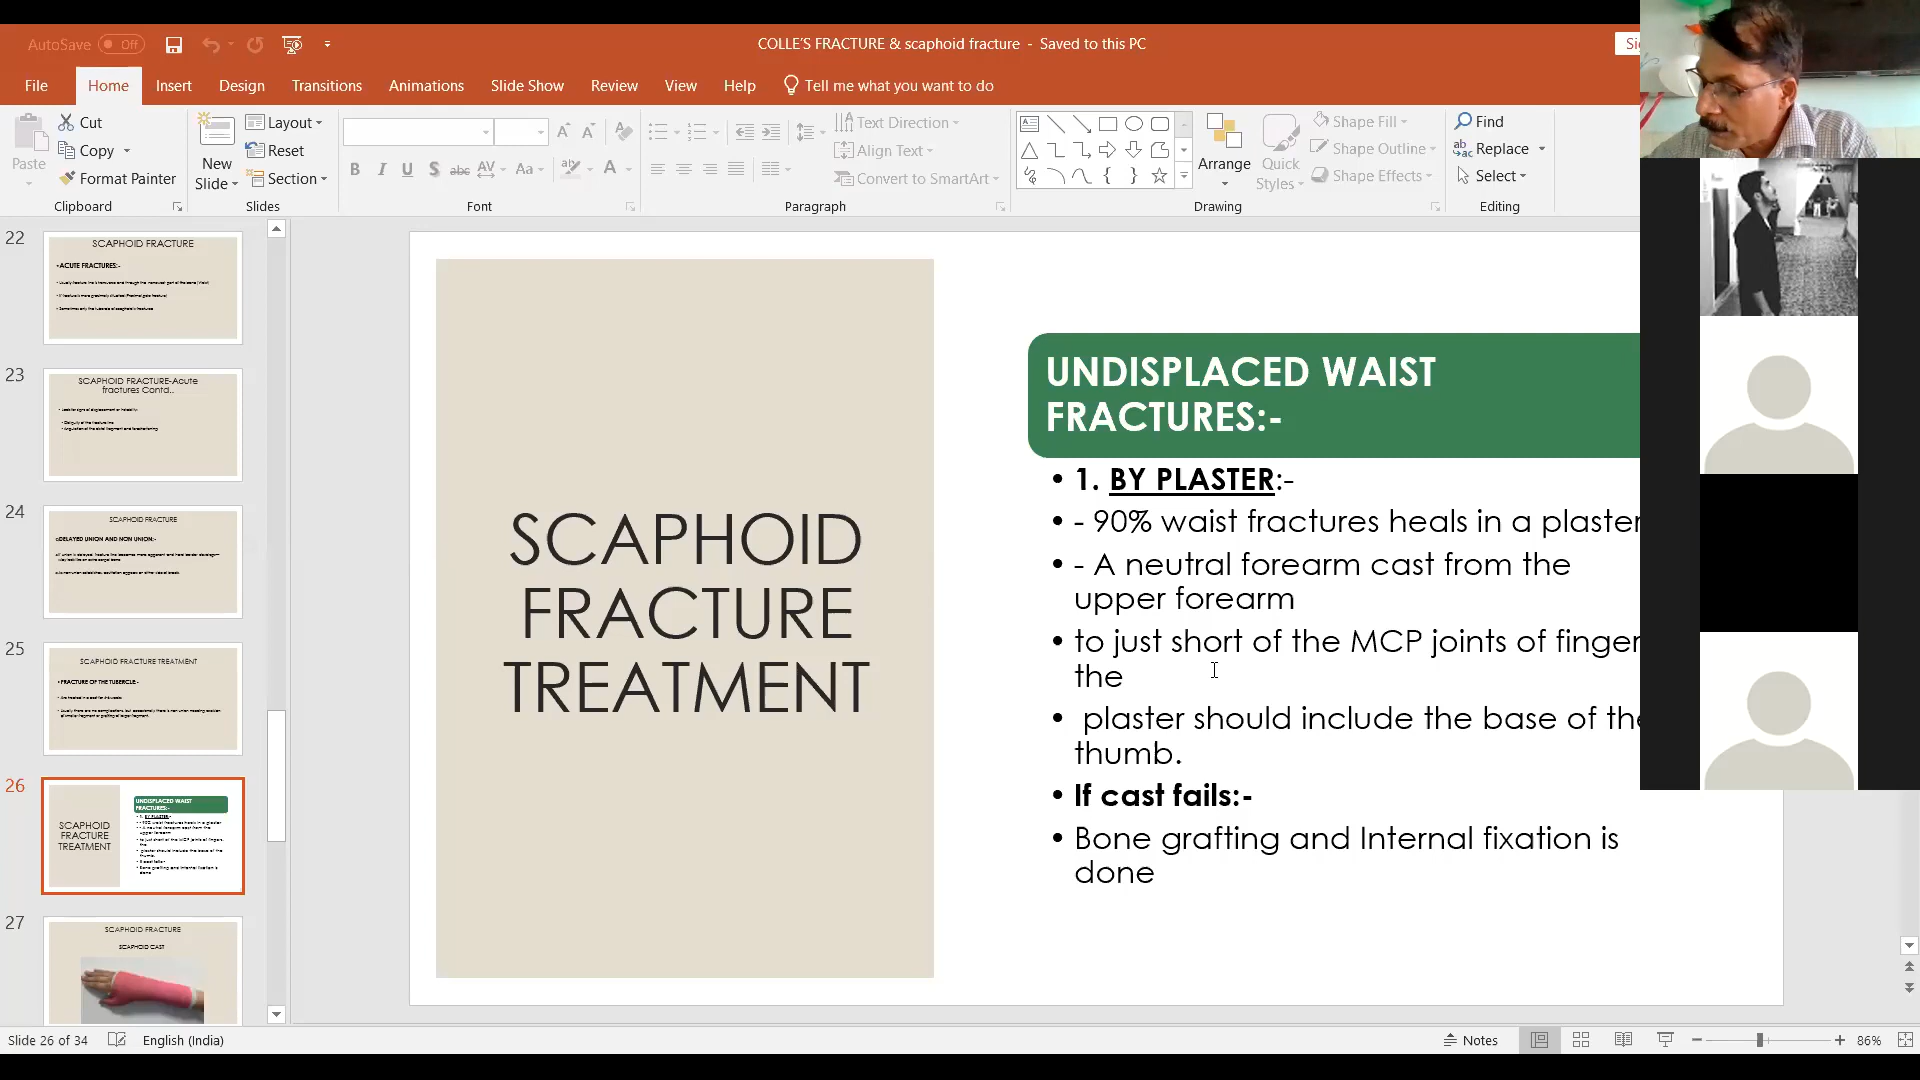 AutoSave Off
COLLE'S FRACTURE & scaphoid fracture - Saved to this PC
File Home Insert Design Transitions Animations Slide Show Review View Help Tell me what you want to do
Paste
Cut
Copy
Format Painter
Clipboard
New
Slide
Layout
Reset
Section
Slides
Font
Text Direction
Align Text
Convert to SmartArt
Paragraph
Arrange
Quick
Styles
Shape Fill
Shape Outline
Shape Effects
Drawing
Find
Replace
Select
Editing
22
SCAPHOID FRACTURE
ACUTE FRACTURES:-
23
SCAPHOID FRACTURE-Acute
fractures Contd..
24
SCAPHOID FRACTURE
DELAYED UNION AND NON UNION:-
25
SCAPHOID FRACTURE TREATMENT
FRACTURE OF THE TUBERCLE:-
26
SCAPHOID
FRACTURE
TREATMENT
UNDISPLACED WAIST
FRACTURES:-
27
SCAPHOID FRACTURE
SCAPHOID CAST
SCAPHOID
FRACTURE
TREATMENT
UNDISPLACED WAIST
FRACTURES:-
• 1. BY PLASTER:-
• - 90% waist fractures heals in a plaster
• - A neutral forearm cast from the
upper forearm
• to just short of the MCP joints of finger
the
• plaster should include the base of the
thumb.
• If cast fails:-
• Bone grafting and Internal fixation is
done
Slide 26 of 34 English (India)
Notes 86%